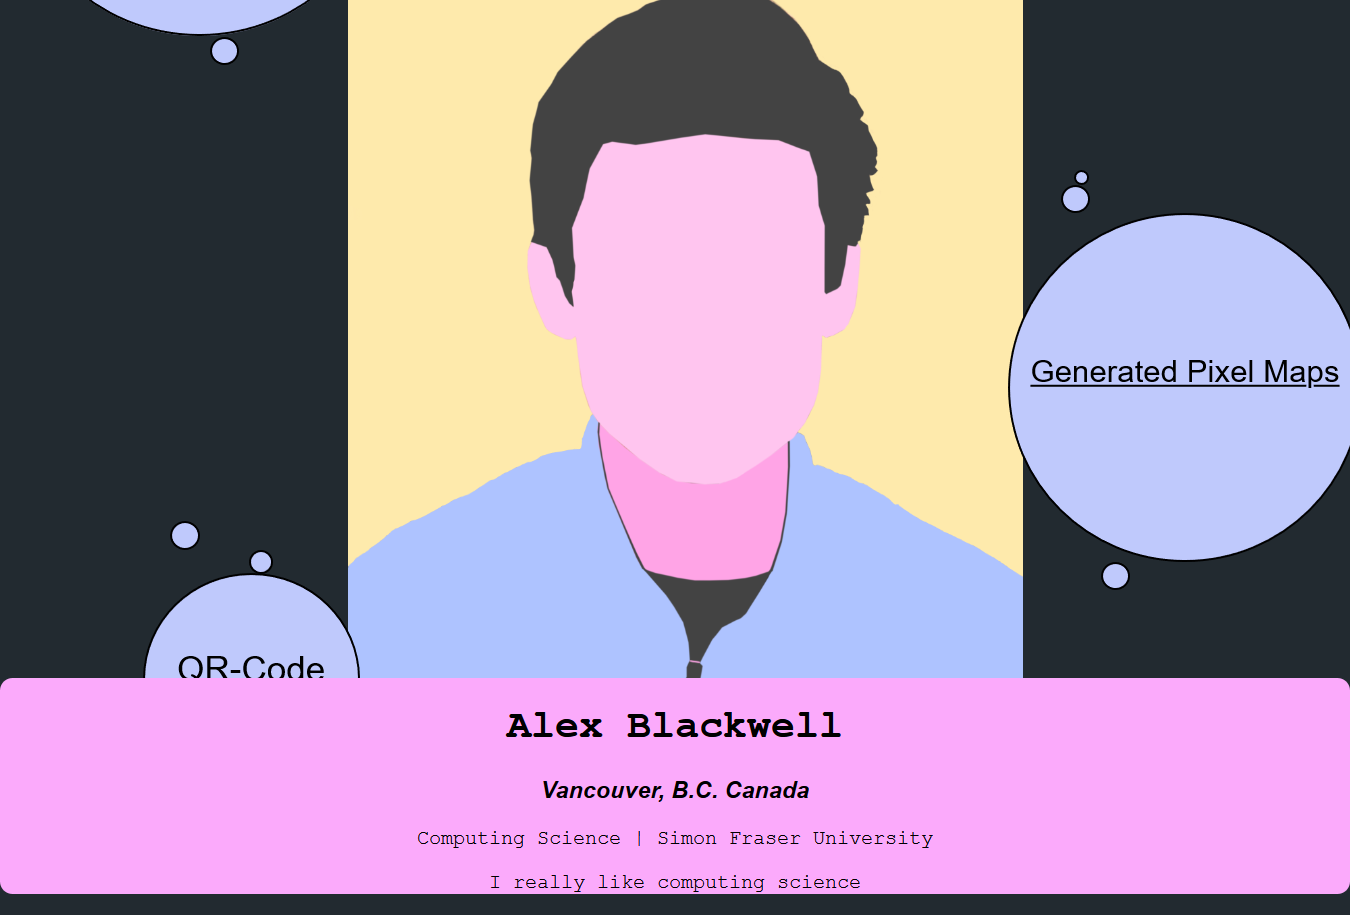 Generated Pixel Maps
QR-Code
Alex Blackwell
Vancouver, B.C. Canada
Computing Science | Simon Fraser University
I really like computing science